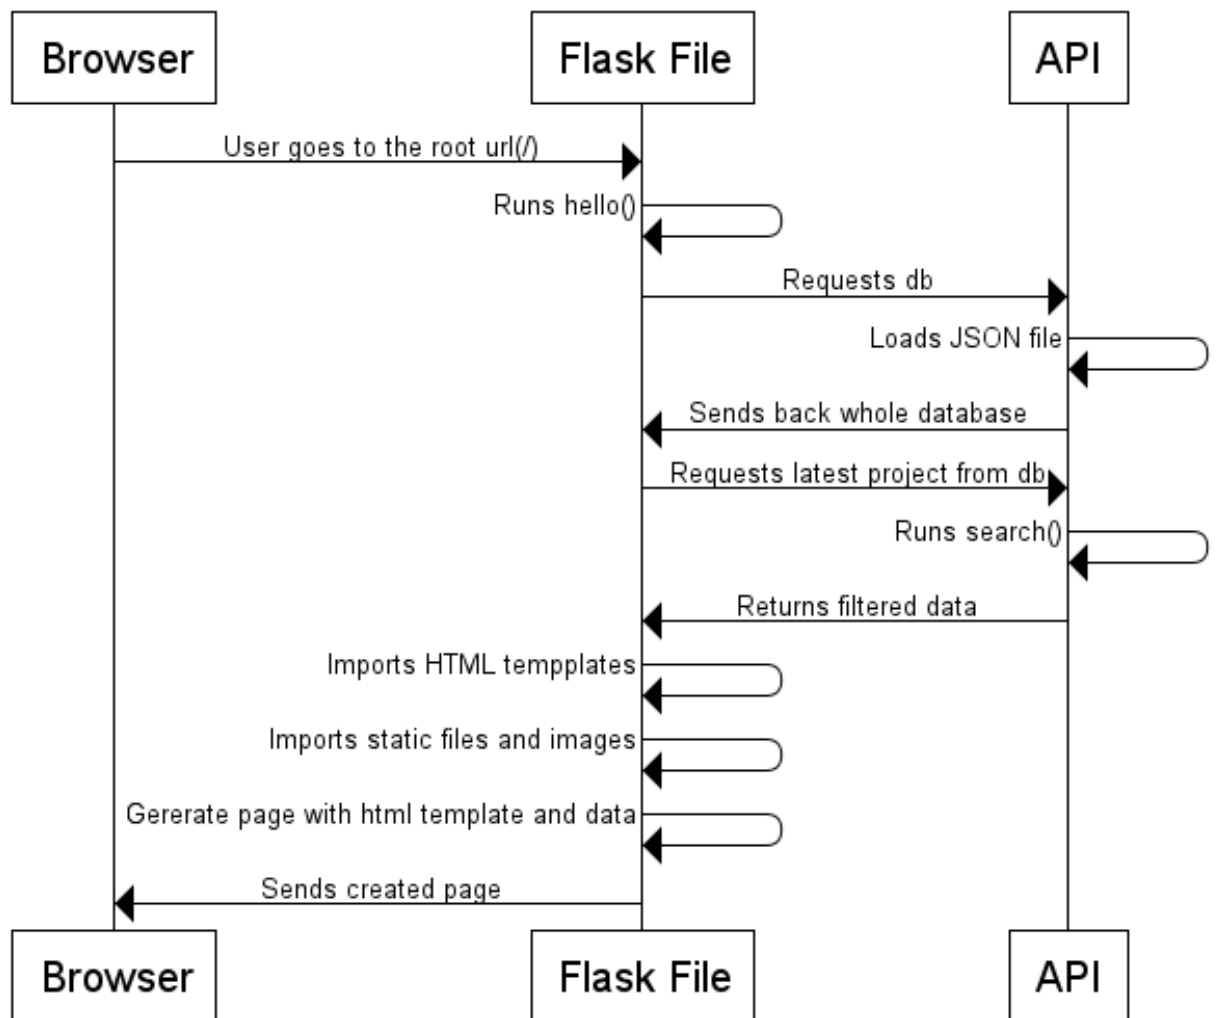 Browser
Flask File
API
User goes to the root url(/)
Runs hello()
Requests db
Loads JSON file
Sends back whole database
Requests latest project from db
Runs search()
Returns filtered data
Imports HTML tempplates
Imports static files and images
Gererate page with html template and data
Sends created page
Browser
Flask File
API